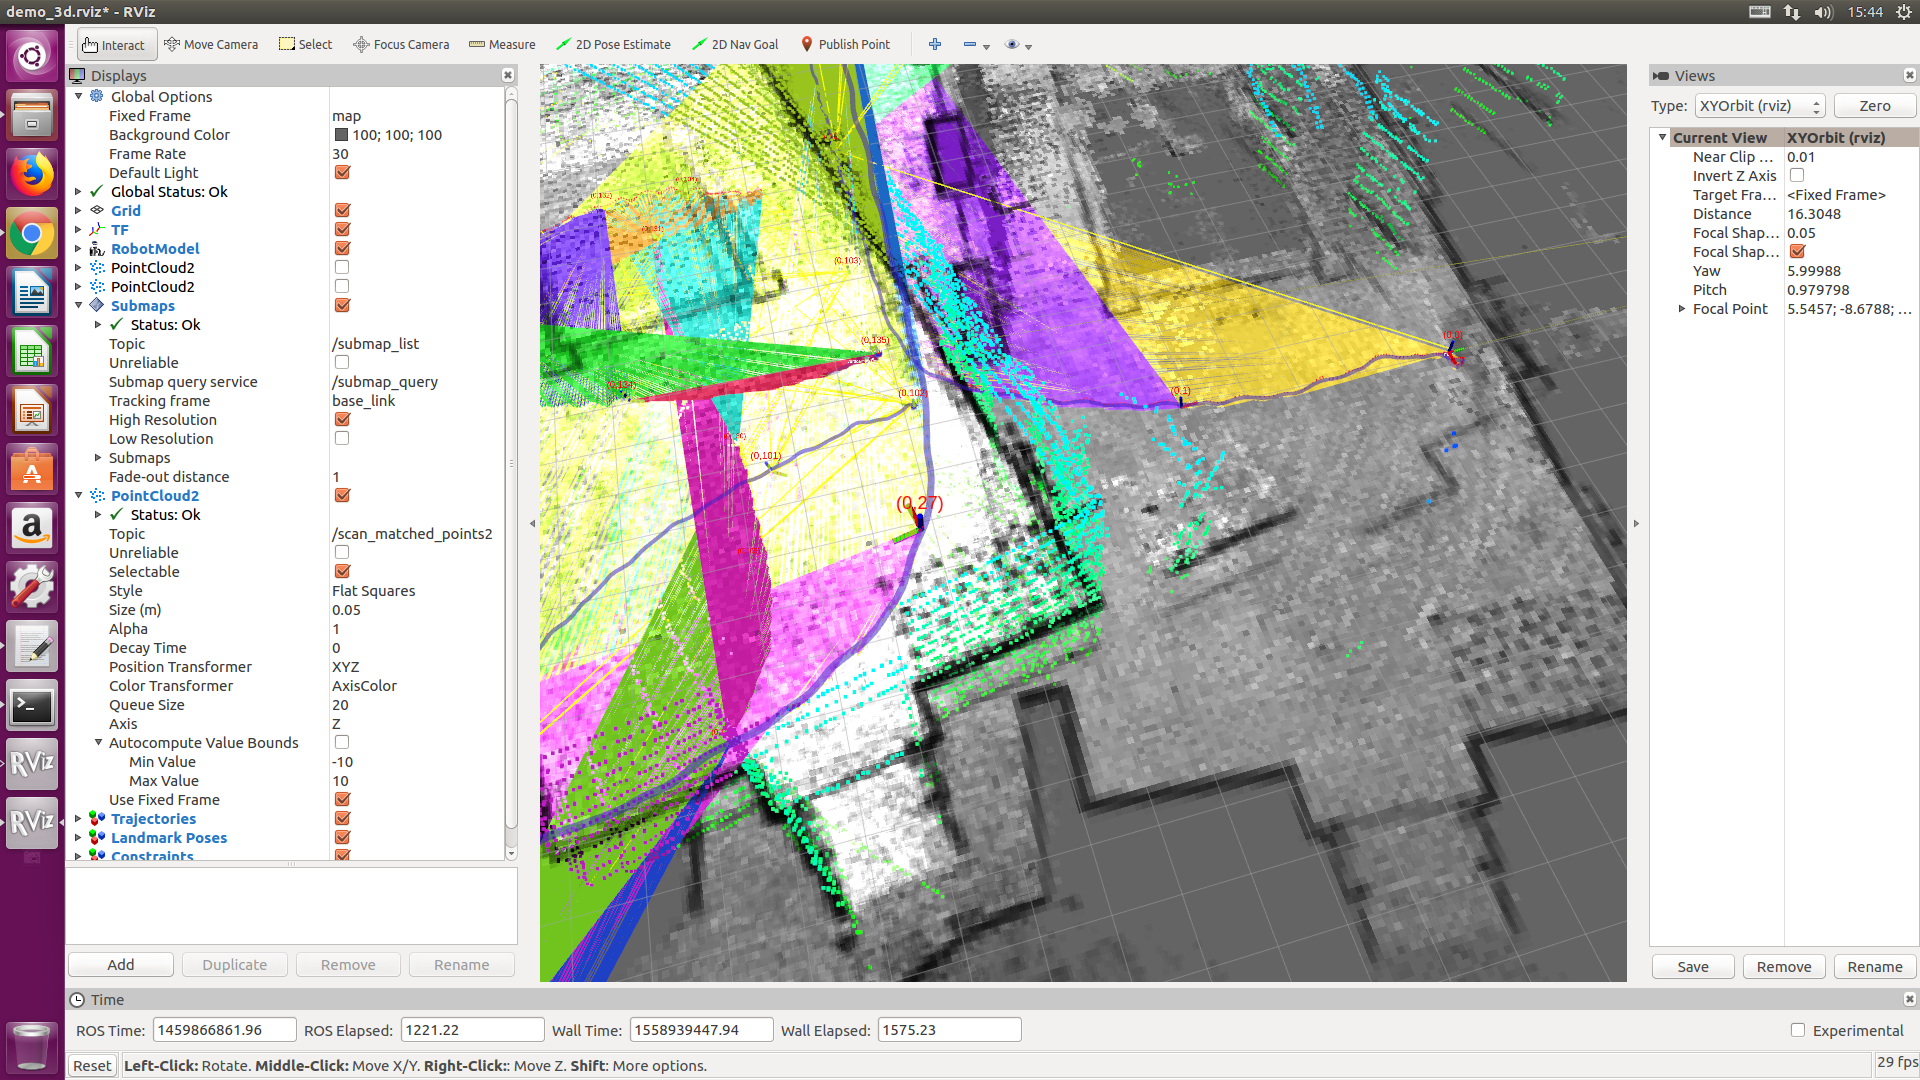 demo_3d.rviz* - RViz
15:44
Interact
Move Camera
Select
Focus Camera
Measure
2D Pose Estimate
2D Nav Goal
Publish Point
Displays
Global Options
Fixed Frame map
Background Color 100; 100; 100
Frame Rate 30
Default Light
Global Status: Ok
Grid
TF
RobotModel
PointCloud2
PointCloud2
Submaps
Status: Ok
Topic /submap_list
Unreliable
Submap query service /submap_query
Tracking frame base_link
High Resolution
Low Resolution
Submaps
Fade-out distance 1
PointCloud2
Status: Ok
Topic /scan_matched_points2
Unreliable
Selectable
Style Flat Squares
Size (m) 0.05
Alpha 1
Decay Time 0
Position Transformer XYZ
Color Transformer AxisColor
Queue Size 20
Axis Z
Autocompute Value Bounds
Min Value -10
Max Value 10
Use Fixed Frame
Trajectories
Landmark Poses
Constraints
Add
Duplicate
Remove
Rename
(0,103)
(0,135)
(0,102)
(0,101)
(0,27)
(0,1)
(0,0)
Views
Type: XYOrbit (rviz)
Zero
Current View XYOrbit (rviz)
Near Clip ... 0.01
Invert Z Axis
Target Fra... <Fixed Frame>
Distance 16.3048
Focal Shap... 0.05
Focal Shap...
Yaw 5.99988
Pitch 0.979798
Focal Point 5.5457; -8.6788; ...
Save
Remove
Rename
Time
ROS Time: 1459866861.96
ROS Elapsed: 1221.22
Wall Time: 1558939447.94
Wall Elapsed: 1575.23
Experimental
Reset
Left-Click: Rotate. Middle-Click: Move X/Y. Right-Click:: Move Z. Shift: More options.
29 fps
RViz
RViz